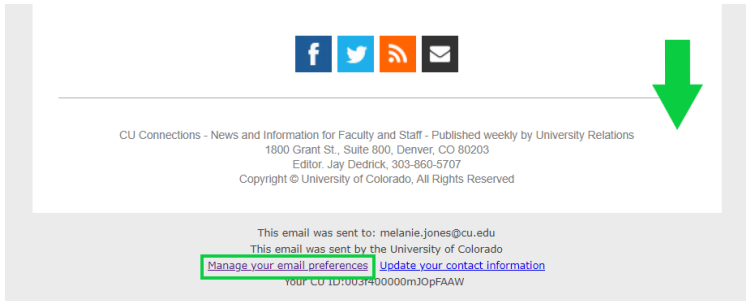 CU Connections - News and Information for Faculty and Staff - Published weekly by University Relations
1800 Grant St., Suite 800, Denver, CO 80203
Editor. Jay Dedrick, 303-860-5707
Copyright © University of Colorado, All Rights Reserved
This email was sent to: melanie.jones@cu.edu
This email was sent by the University of Colorado
Manage your email preferences Update your contact information
Your CU ID:003f400000mJOpFAAW